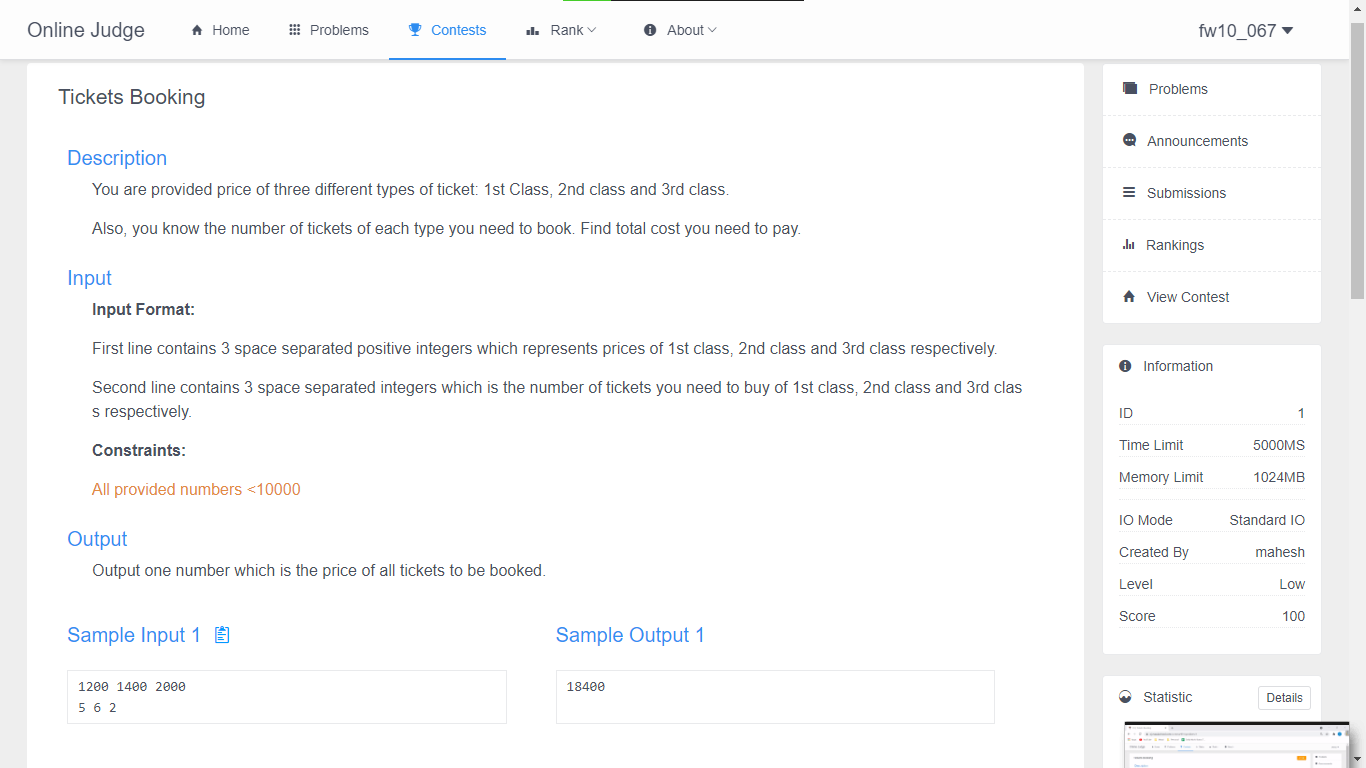 Online Judge Home Problems Contests Rank About fw10_067
Tickets Booking
Description
You are provided price of three different types of ticket: 1st Class, 2nd class and 3rd class.
Also, you know the number of tickets of each type you need to book. Find total cost you need to pay.
Input
Input Format:
First line contains 3 space separated positive integers which represents prices of 1st class, 2nd class and 3rd class respectively.
Second line contains 3 space separated integers which is the number of tickets you need to buy of 1st class, 2nd class and 3rd clas
s respectively.
Constraints:
All provided numbers <10000
Output
Output one number which is the price of all tickets to be booked.
Sample Input 1
1200 1400 2000
5 6 2
Sample Output 1
18400
Problems
Announcements
Submissions
Rankings
View Contest
Information
ID 1
Time Limit 5000MS
Memory Limit 1024MB
IO Mode Standard IO
Created By mahesh
Level Low
Score 100
Statistic Details